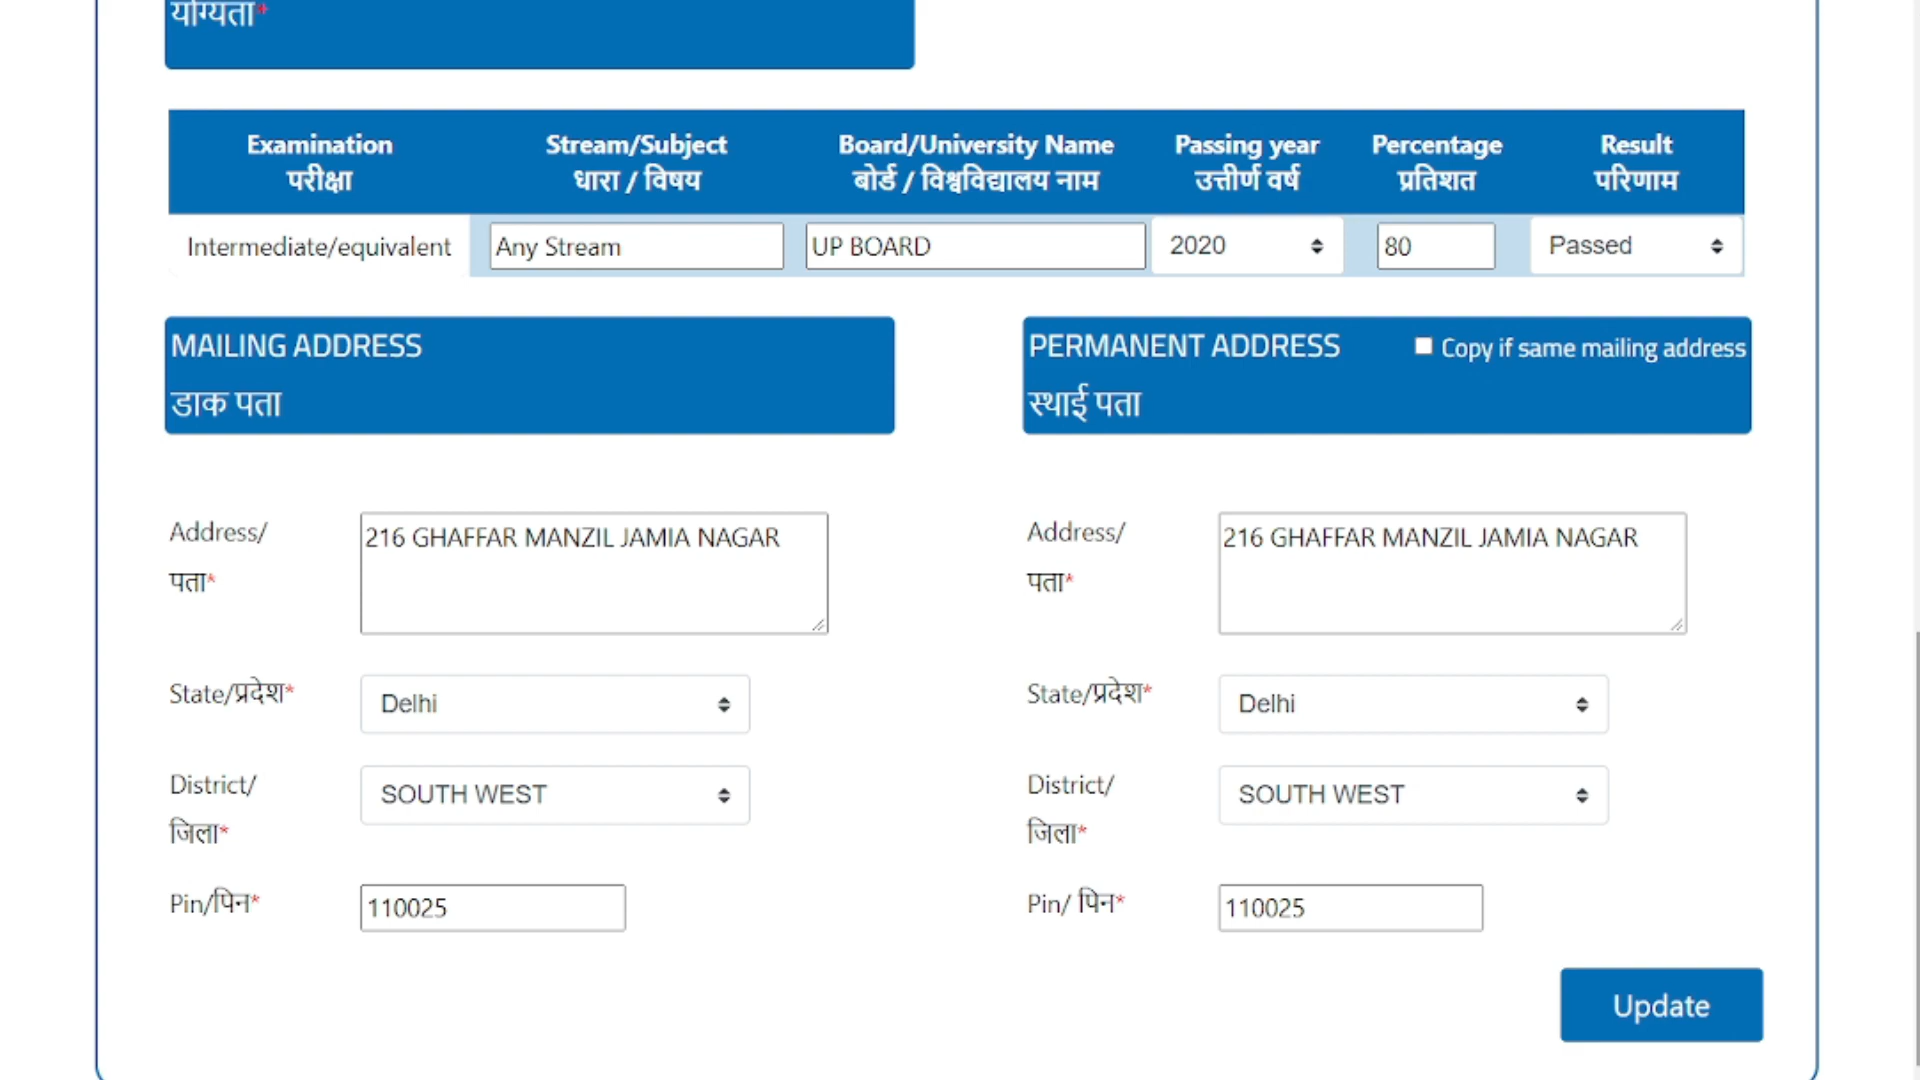 योग्यता*
Examination Stream/Subject Board/University Name Passing year Percentage Result
परीक्षा धारा / विषय बोर्ड / विश्वविद्यालय नाम उत्तीर्ण वर्ष प्रतिशत परिणाम
Intermediate/equivalent Any Stream UP BOARD 2020 80 Passed
MAILING ADDRESS
डाक पता
PERMANENT ADDRESS Copy if same mailing address
स्थाई पता
Address/ 216 GHAFFAR MANZIL JAMIA NAGAR
पता*
State/प्रदेश* Delhi
District/ SOUTH WEST
जिला*
Pin/पिन* 110025
Address/ 216 GHAFFAR MANZIL JAMIA NAGAR
पता*
State/प्रदेश* Delhi
District/ SOUTH WEST
जिला*
Pin/ पिन* 110025
Update